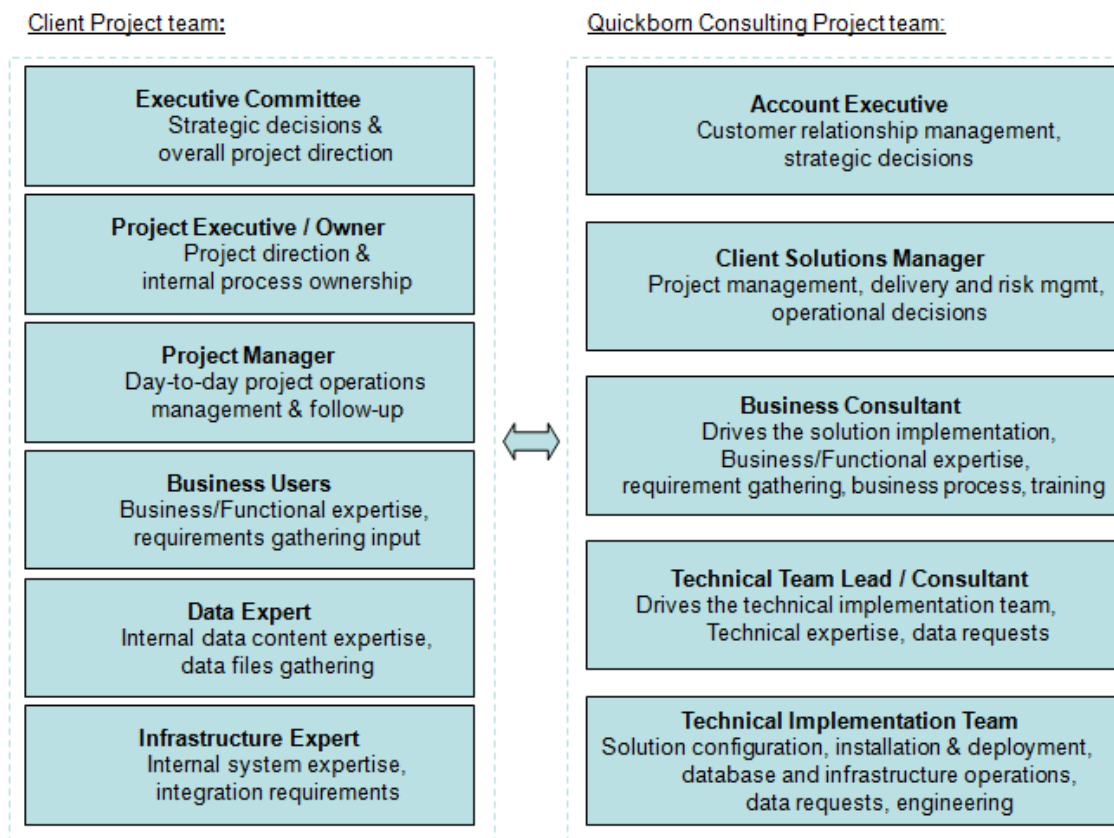 Client Project team:
Executive Committee
Strategic decisions &
overall project direction
Project Executive / Owner
Project direction &
internal process ownership
Project Manager
Day-to-day project operations
management & follow-up
Business Users
Business/Functional expertise,
requirements gathering input
Data Expert
Internal data content expertise,
data files gathering
Infrastructure Expert
Internal system expertise,
integration requirements
Quickborn Consulting Project team:
Account Executive
Customer relationship management,
strategic decisions
Client Solutions Manager
Project management, delivery and risk mgmt,
operational decisions
Business Consultant
Drives the solution implementation,
Business/Functional expertise,
requirement gathering, business process, training
Technical Team Lead / Consultant
Drives the technical implementation team,
Technical expertise, data requests
Technical Implementation Team
Solution configuration, installation & deployment,
database and infrastructure operations,
data requests, engineering